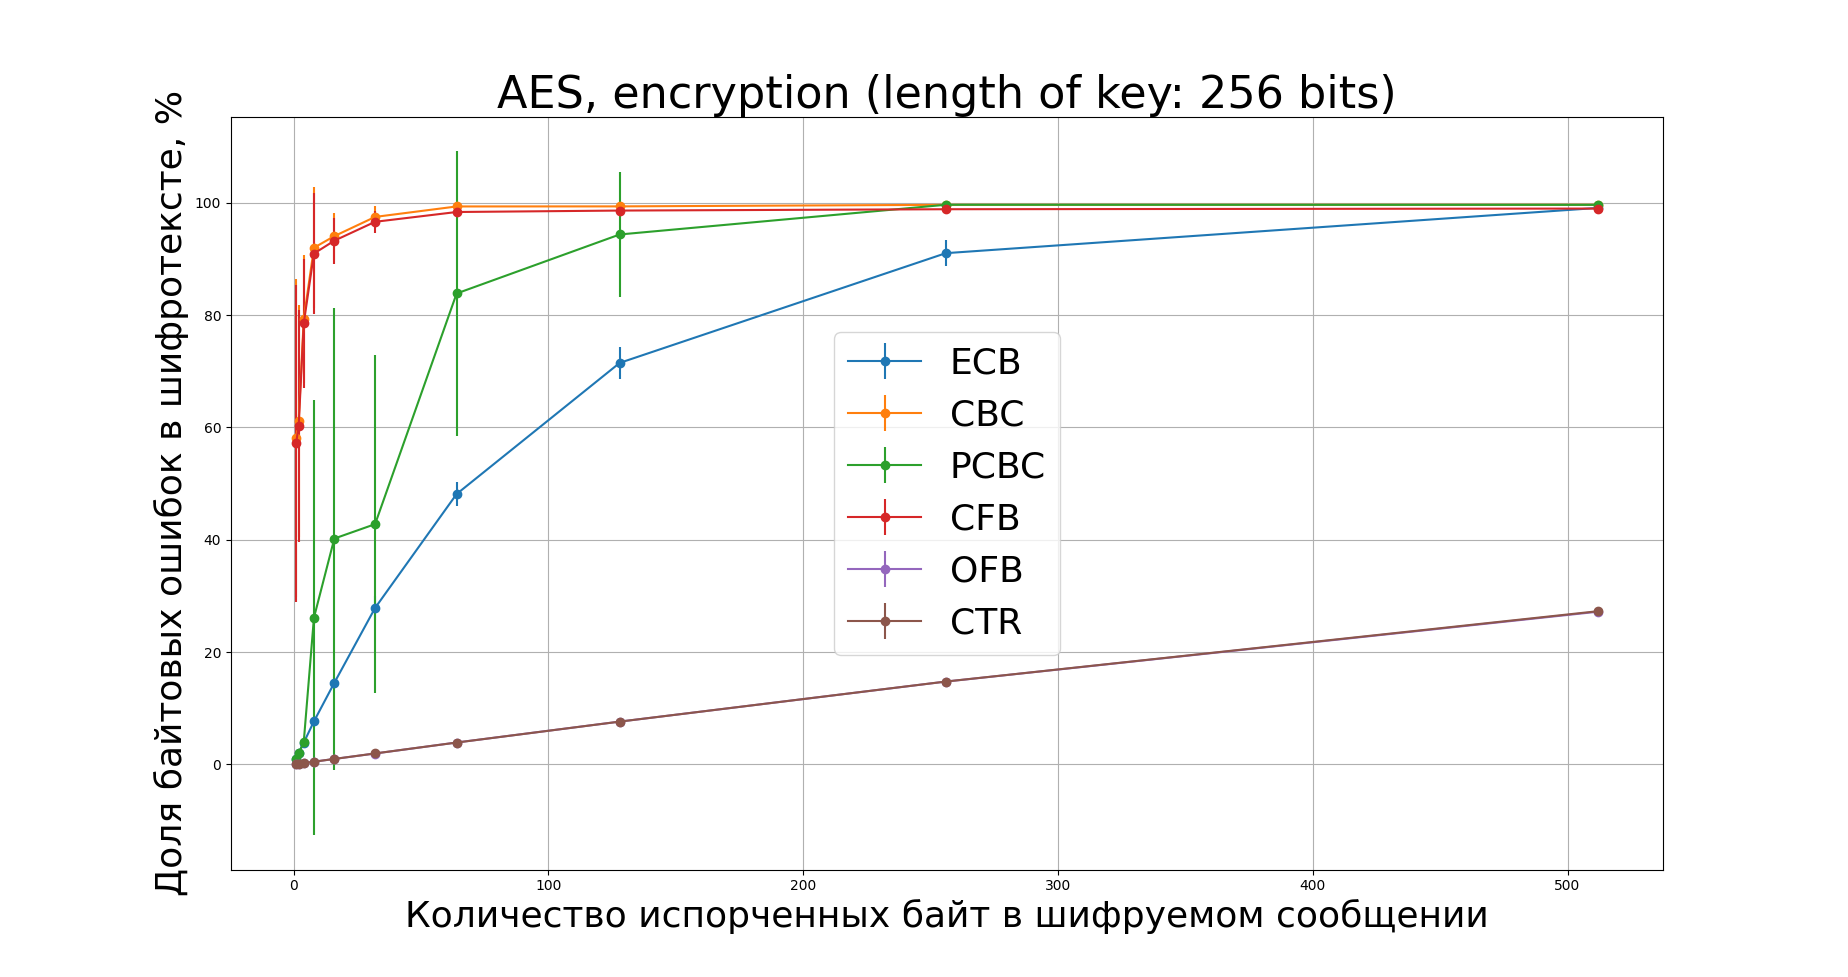 AES, encryption (length of key: 256 bits)
Доля байтовых ошибок в шифротексте, %
100
80
60
40
20
0
ECB
CBC
PCBC
CFB
OFB
CTR
0 100 200 300 400 500
Количество испорченных байт в шифруемом сообщении